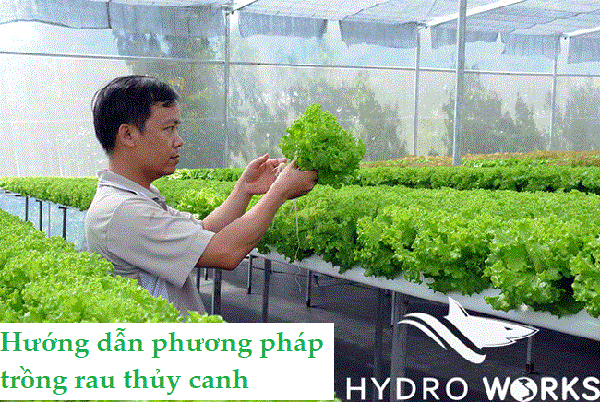 Hướng dẫn phương pháp
trồng rau thủy canh
HYDRO WORKS